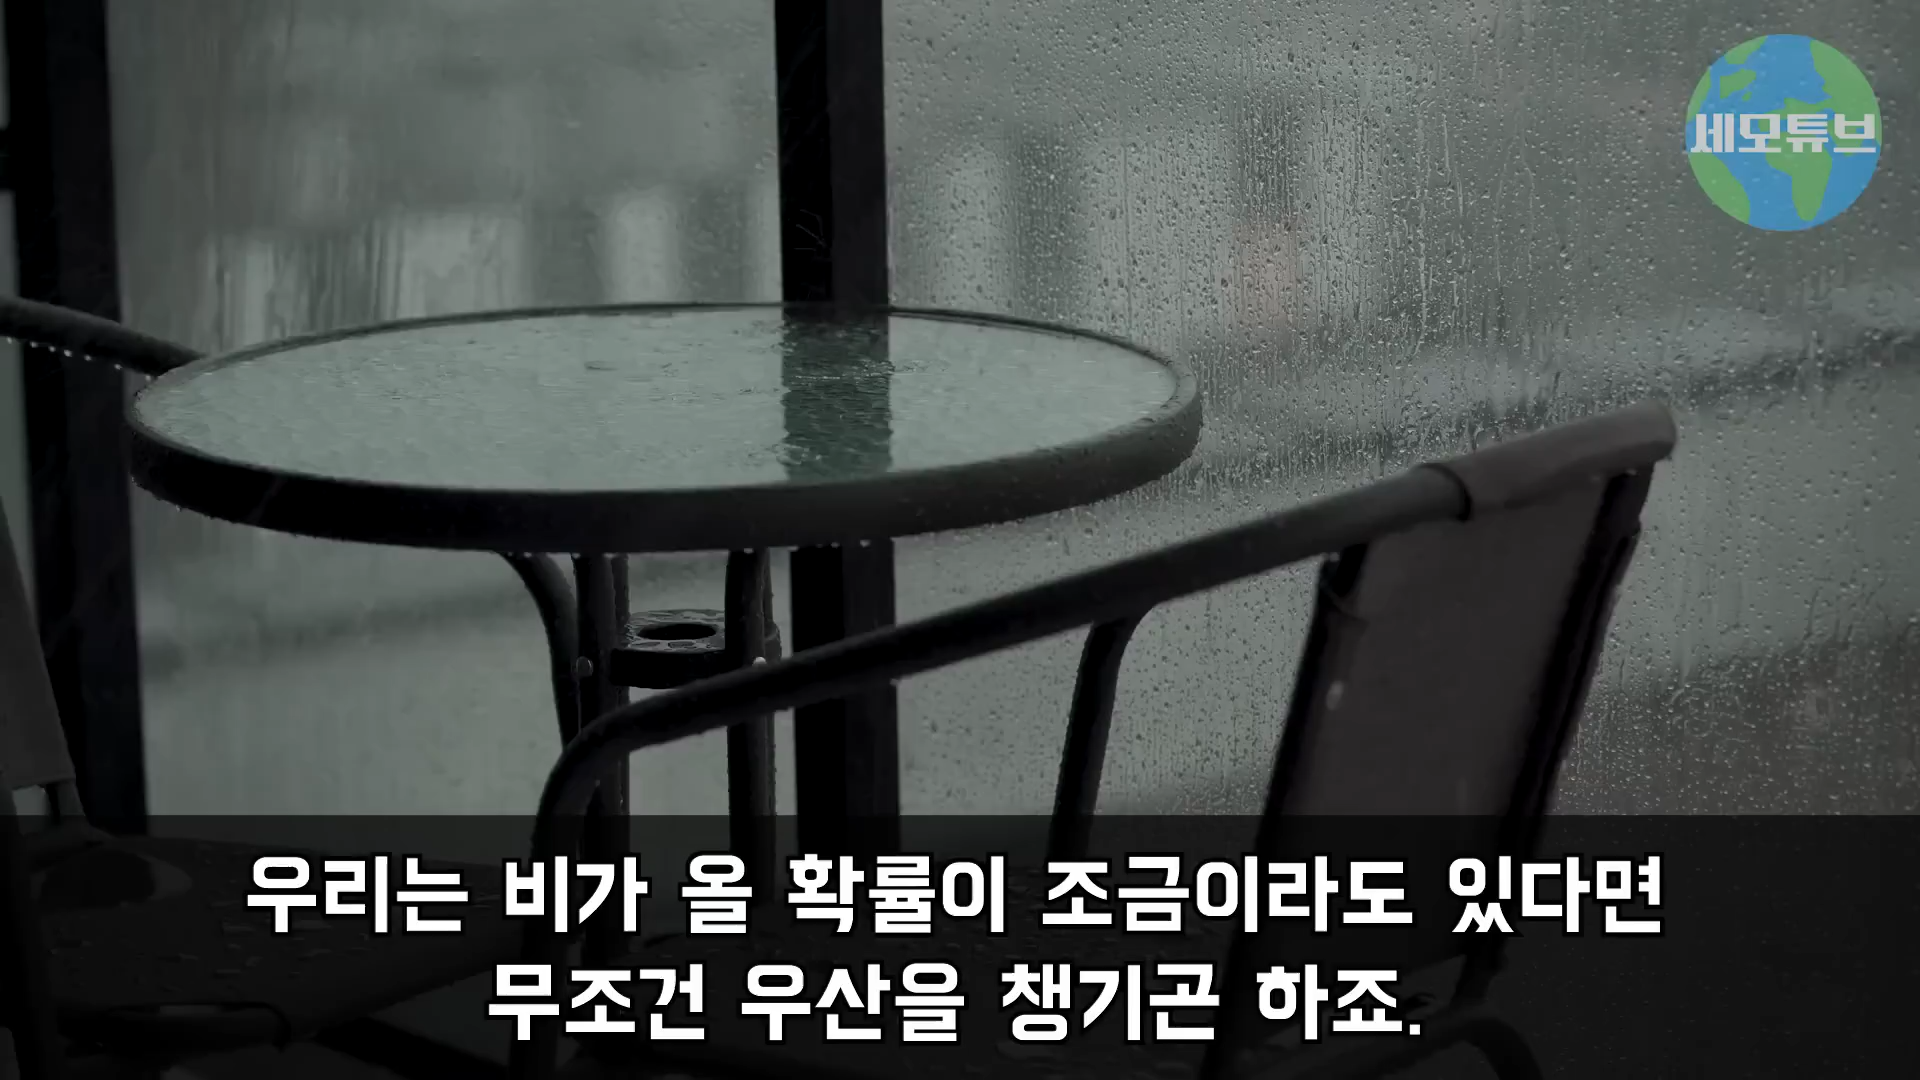 세모튜브
우리는 비가 올 확률이 조금이라도 있다면
무조건 우산을 챙기곤 하죠.